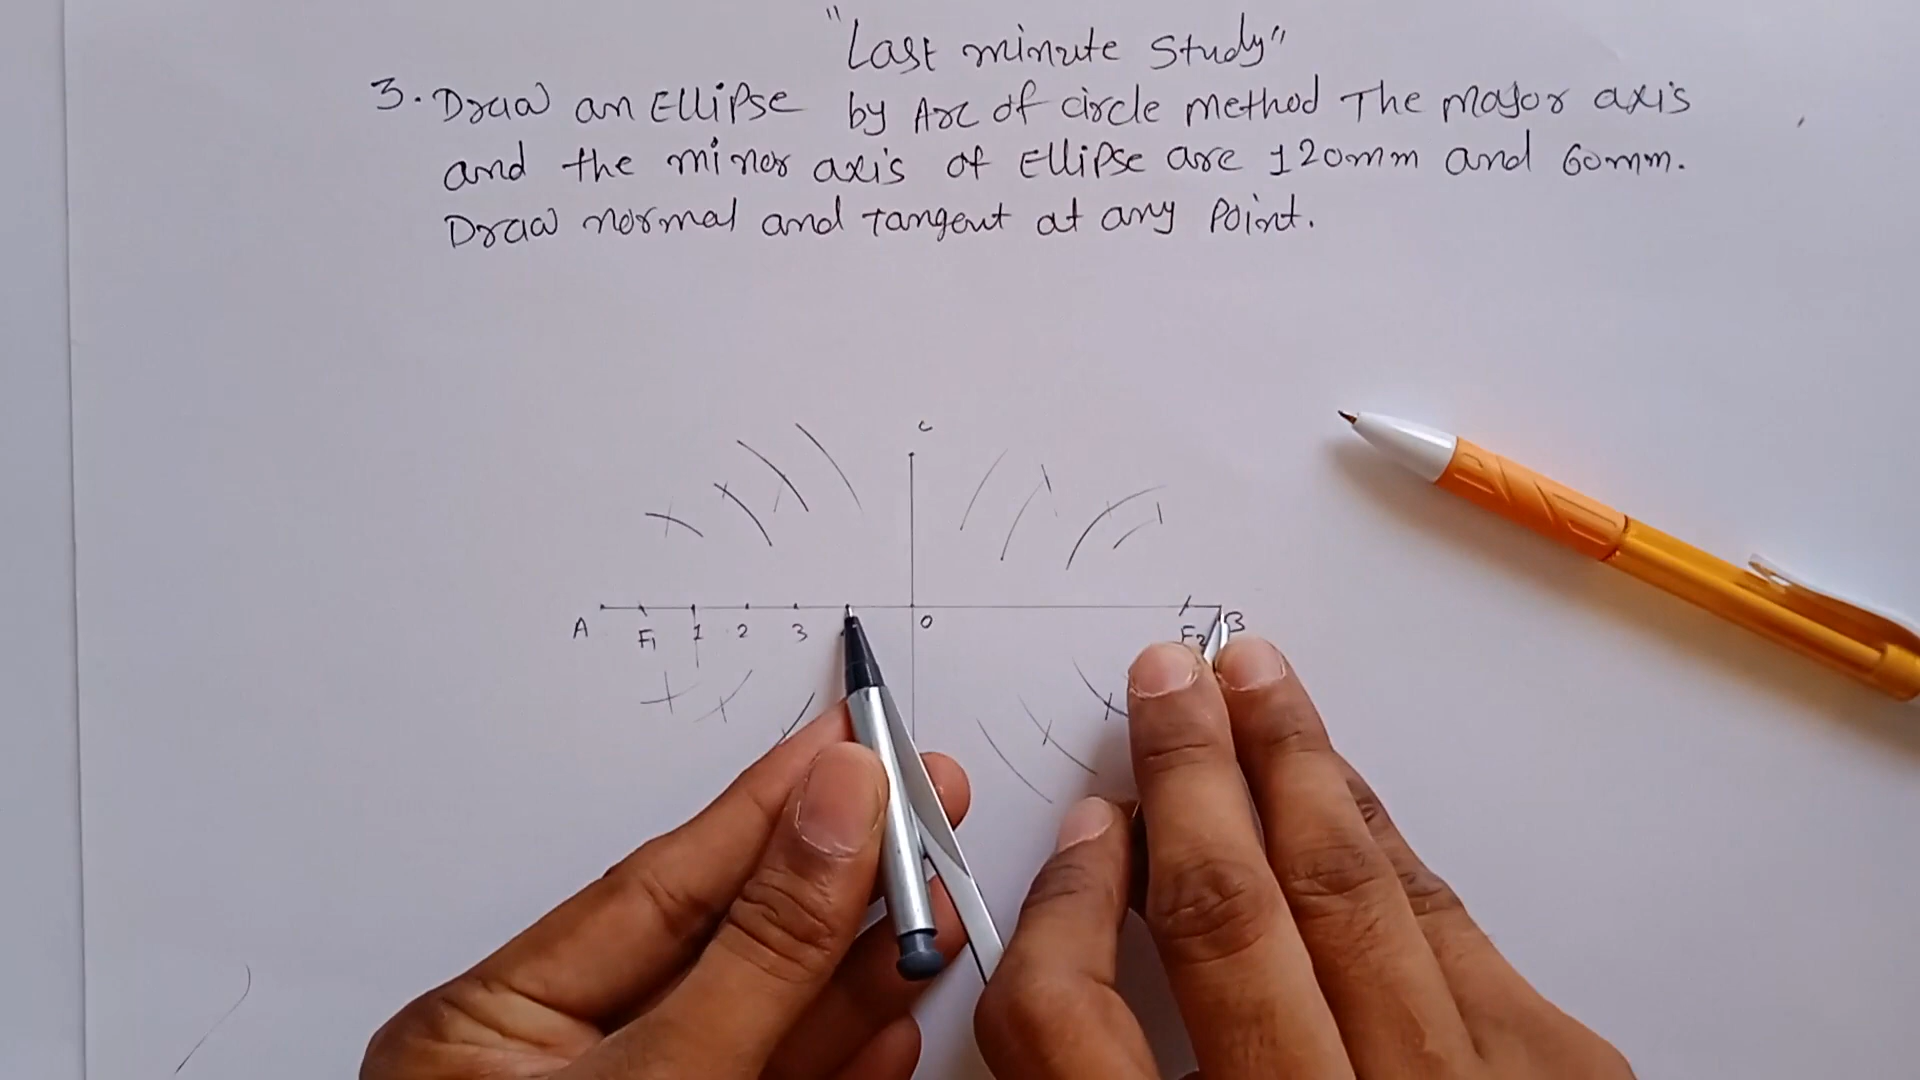 "Last minute Study"
3. Draw an Ellipse by Arc of circle method The major axis
and the minor axis of Ellipse are 120mm and 60mm.
Draw normal and Tangent at any Point.
C
A F1 1 2 3 O F2 B